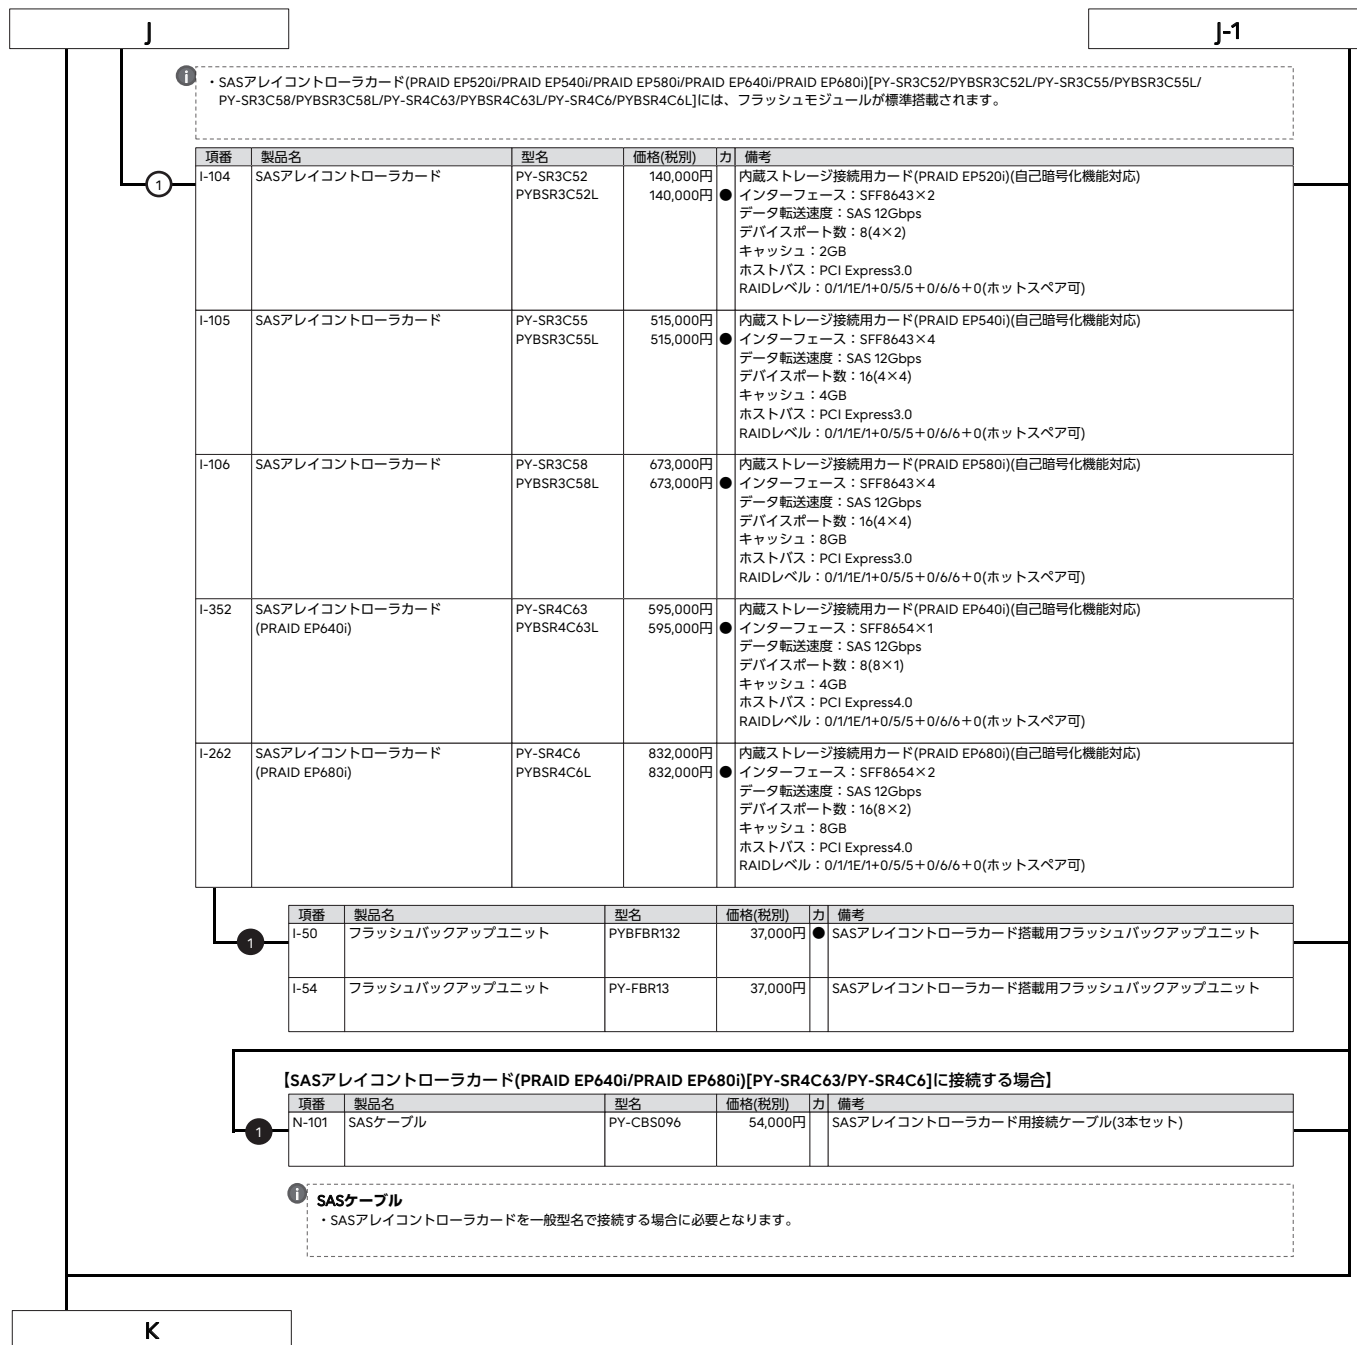 J
J-1
・SASアレイコントローラカード(PRAID EP520i/PRAID EP540i/PRAID EP580i/PRAID EP640i/PRAID EP680i)[PY-SR3C52/PYBSR3C52L/PY-SR3C55/PYBSR3C55L/
PY-SR3C58/PYBSR3C58L/PY-SR4C63/PYBSR4C63L/PY-SR4C6/PYBSR4C6L]には、フラッシュモジュールが標準搭載されます。
項番 製品名 型名 価格(税別) カ 備考
1
I-104 SASアレイコントローラカード PY-SR3C52 140,000円 内蔵ストレージ接続用カード(PRAID EP520i)(自己暗号化機能対応)
PYBSR3C52L 140,000円 ● インターフェース：SFF8643×2
データ転送速度：SAS 12Gbps
デバイスポート数：8(4×2)
キャッシュ：2GB
ホストバス：PCI Express3.0
RAIDレベル：0/1/1E/1+0/5/5＋0/6/6＋0(ホットスペア可)
I-105 SASアレイコントローラカード PY-SR3C55 515,000円 内蔵ストレージ接続用カード(PRAID EP540i)(自己暗号化機能対応)
PYBSR3C55L 515,000円 ● インターフェース：SFF8643×4
データ転送速度：SAS 12Gbps
デバイスポート数：16(4×4)
キャッシュ：4GB
ホストバス：PCI Express3.0
RAIDレベル：0/1/1E/1+0/5/5＋0/6/6＋0(ホットスペア可)
I-106 SASアレイコントローラカード PY-SR3C58 673,000円 内蔵ストレージ接続用カード(PRAID EP580i)(自己暗号化機能対応)
PYBSR3C58L 673,000円 ● インターフェース：SFF8643×4
データ転送速度：SAS 12Gbps
デバイスポート数：16(4×4)
キャッシュ：8GB
ホストバス：PCI Express3.0
RAIDレベル：0/1/1E/1+0/5/5＋0/6/6＋0(ホットスペア可)
I-352 SASアレイコントローラカード PY-SR4C63 595,000円 内蔵ストレージ接続用カード(PRAID EP640i)(自己暗号化機能対応)
(PRAID EP640i) PYBSR4C63L 595,000円 ● インターフェース：SFF8654×1
データ転送速度：SAS 12Gbps
デバイスポート数：8(8×1)
キャッシュ：4GB
ホストバス：PCI Express4.0
RAIDレベル：0/1/1E/1+0/5/5＋0/6/6＋0(ホットスペア可)
I-262 SASアレイコントローラカード PY-SR4C6 832,000円 内蔵ストレージ接続用カード(PRAID EP680i)(自己暗号化機能対応)
(PRAID EP680i) PYBSR4C6L 832,000円 ● インターフェース：SFF8654×2
データ転送速度：SAS 12Gbps
デバイスポート数：16(8×2)
キャッシュ：8GB
ホストバス：PCI Express4.0
RAIDレベル：0/1/1E/1+0/5/5＋0/6/6＋0(ホットスペア可)
項番 製品名 型名 価格(税別) カ 備考
1
I-50 フラッシュバックアップユニット PYBFBR132 37,000円 ● SASアレイコントローラカード搭載用フラッシュバックアップユニット
I-54 フラッシュバックアップユニット PY-FBR13 37,000円 SASアレイコントローラカード搭載用フラッシュバックアップユニット
【SASアレイコントローラカード(PRAID EP640i/PRAID EP680i)[PY-SR4C63/PY-SR4C6]に接続する場合】
項番 製品名 型名 価格(税別) カ 備考
1
N-101 SASケーブル PY-CBS096 54,000円 SASアレイコントローラカード用接続ケーブル(3本セット)
SASケーブル
・SASアレイコントローラカードを一般型名で接続する場合に必要となります。
K